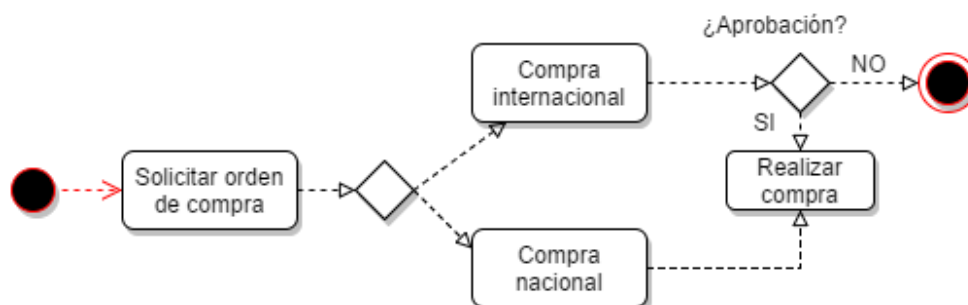 ¿Aprobación?
Compra
internacional
NO
SI
Solicitar orden
de compra
Realizar
compra
Compra
nacional